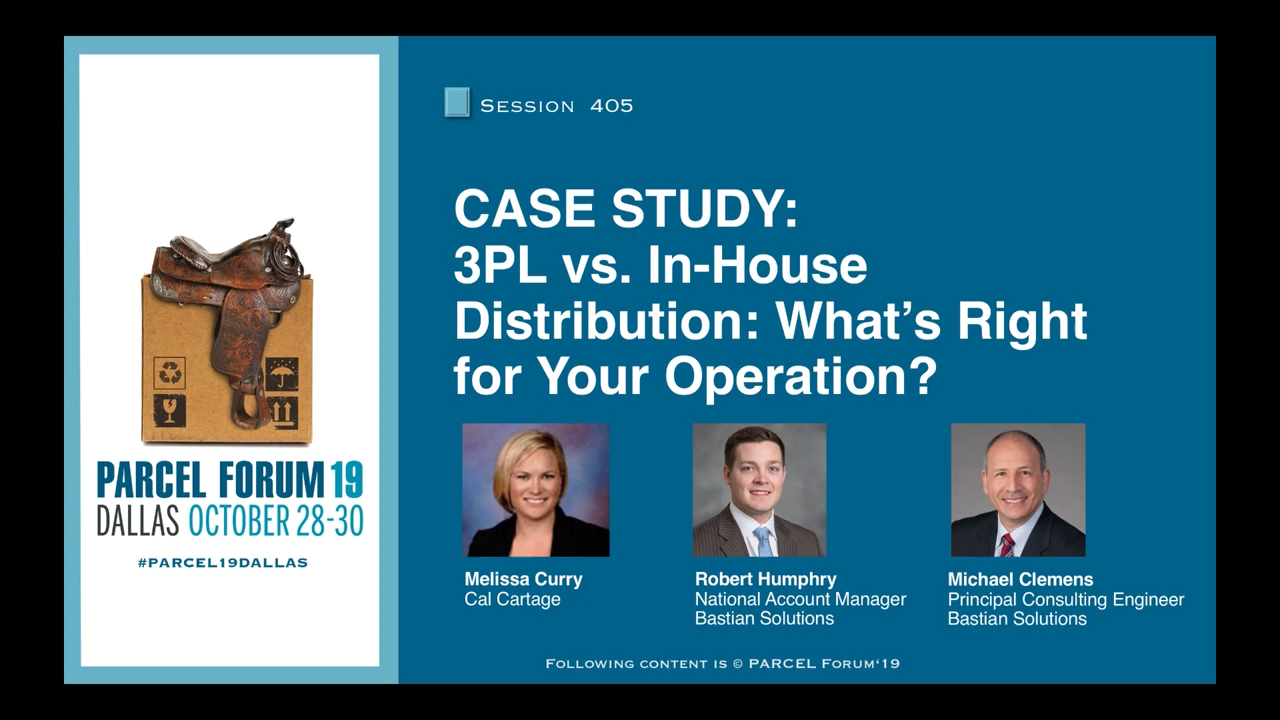 SESSION 405
CASE STUDY:
3PL vs. In-House
Distribution: What's Right
for Your Operation?
PARCEL FORUM 19
DALLAS OCTOBER 28-30
#PARCEL19DALLAS
Melissa Curry
Cal Cartage
Robert Humphry
National Account Manager
Bastian Solutions
Michael Clemens
Principal Consulting Engineer
Bastian Solutions
FOLLOWING CONTENT IS © PARCEL FORUM‘19